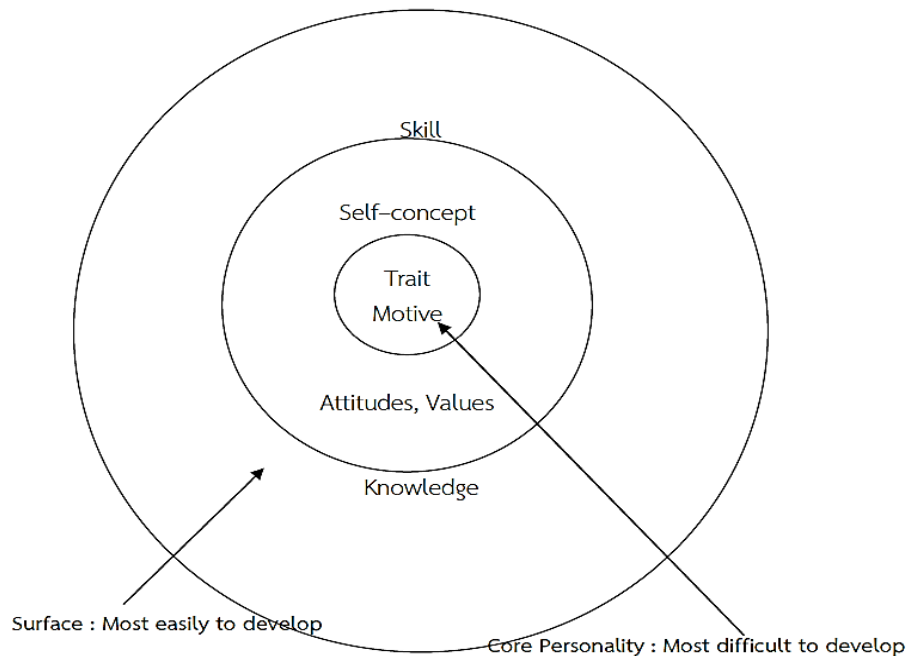 Skill
Self–concept
Trait
Motive
Attitudes, Values
Knowledge
Surface : Most easily to develop
Core Personality : Most difficult to develop